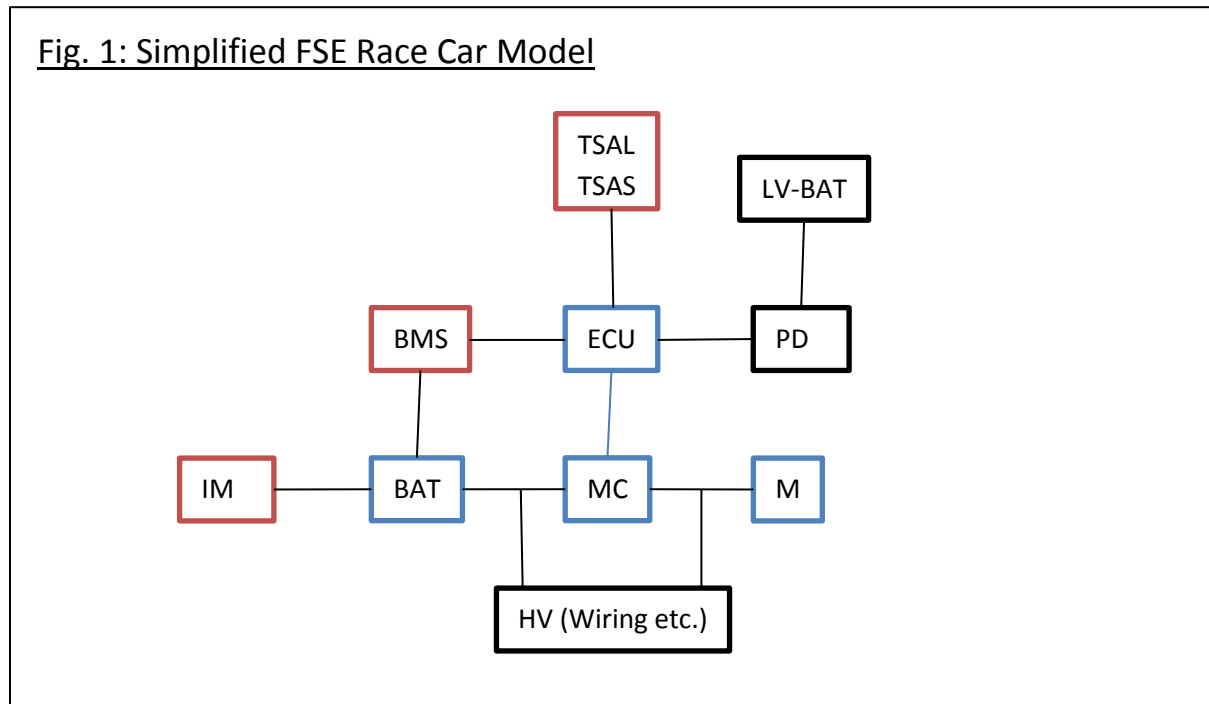 Fig. 1: Simplified FSE Race Car Model
TSAL
TSAS
LV-BAT
BMS
ECU
PD
IM
BAT
MC
M
HV (Wiring etc.)